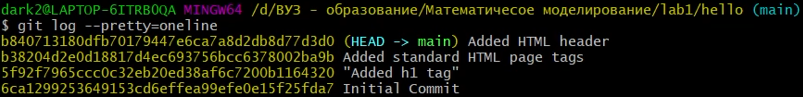 dark2@LAPTOP-6ITRB0QA MINGW64 /d/ВУЗ - образование/Математичесое моделирование/lab1/hello (main)
$ git log --pretty=oneline
b840713180dfb70179447e6ca7a8d2db8d77d3d0 (HEAD -> main) Added HTML header
b38204d2e0d18817d4ec693756bcc6378002ba9b Added standard HTML page tags
5f92f7965ccc0c32eb20ed38af6c7200b1164320 "Added h1 tag"
6ca1299253649153cd6effea99efe0e15f25fda7 Initial Commit